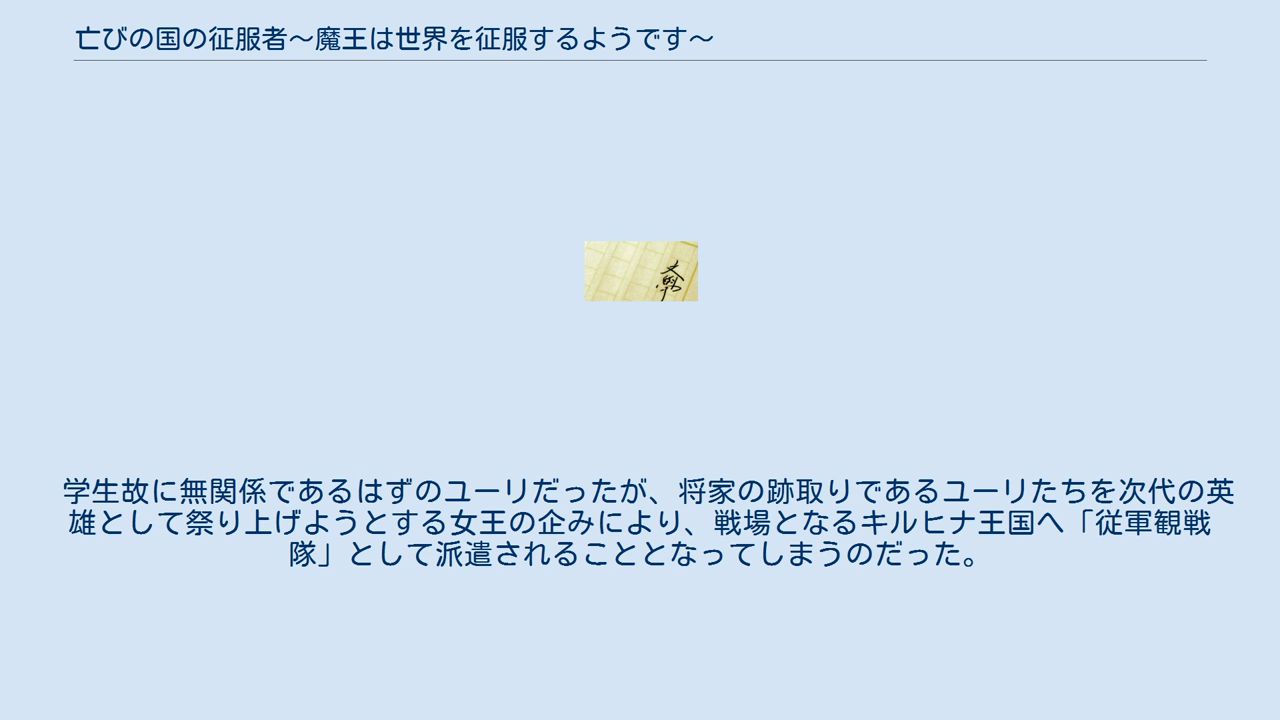 亡びの国の征服者～魔王は世界を征服するようです～
学生故に無関係であるはずのユーリだったが、将家の跡取りであるユーリたちを次代の英
雄として祭り上げようとする女王の企みにより、戦場となるキルヒナ王国へ「従軍観戦
隊」として派遣されることとなってしまうのだった。